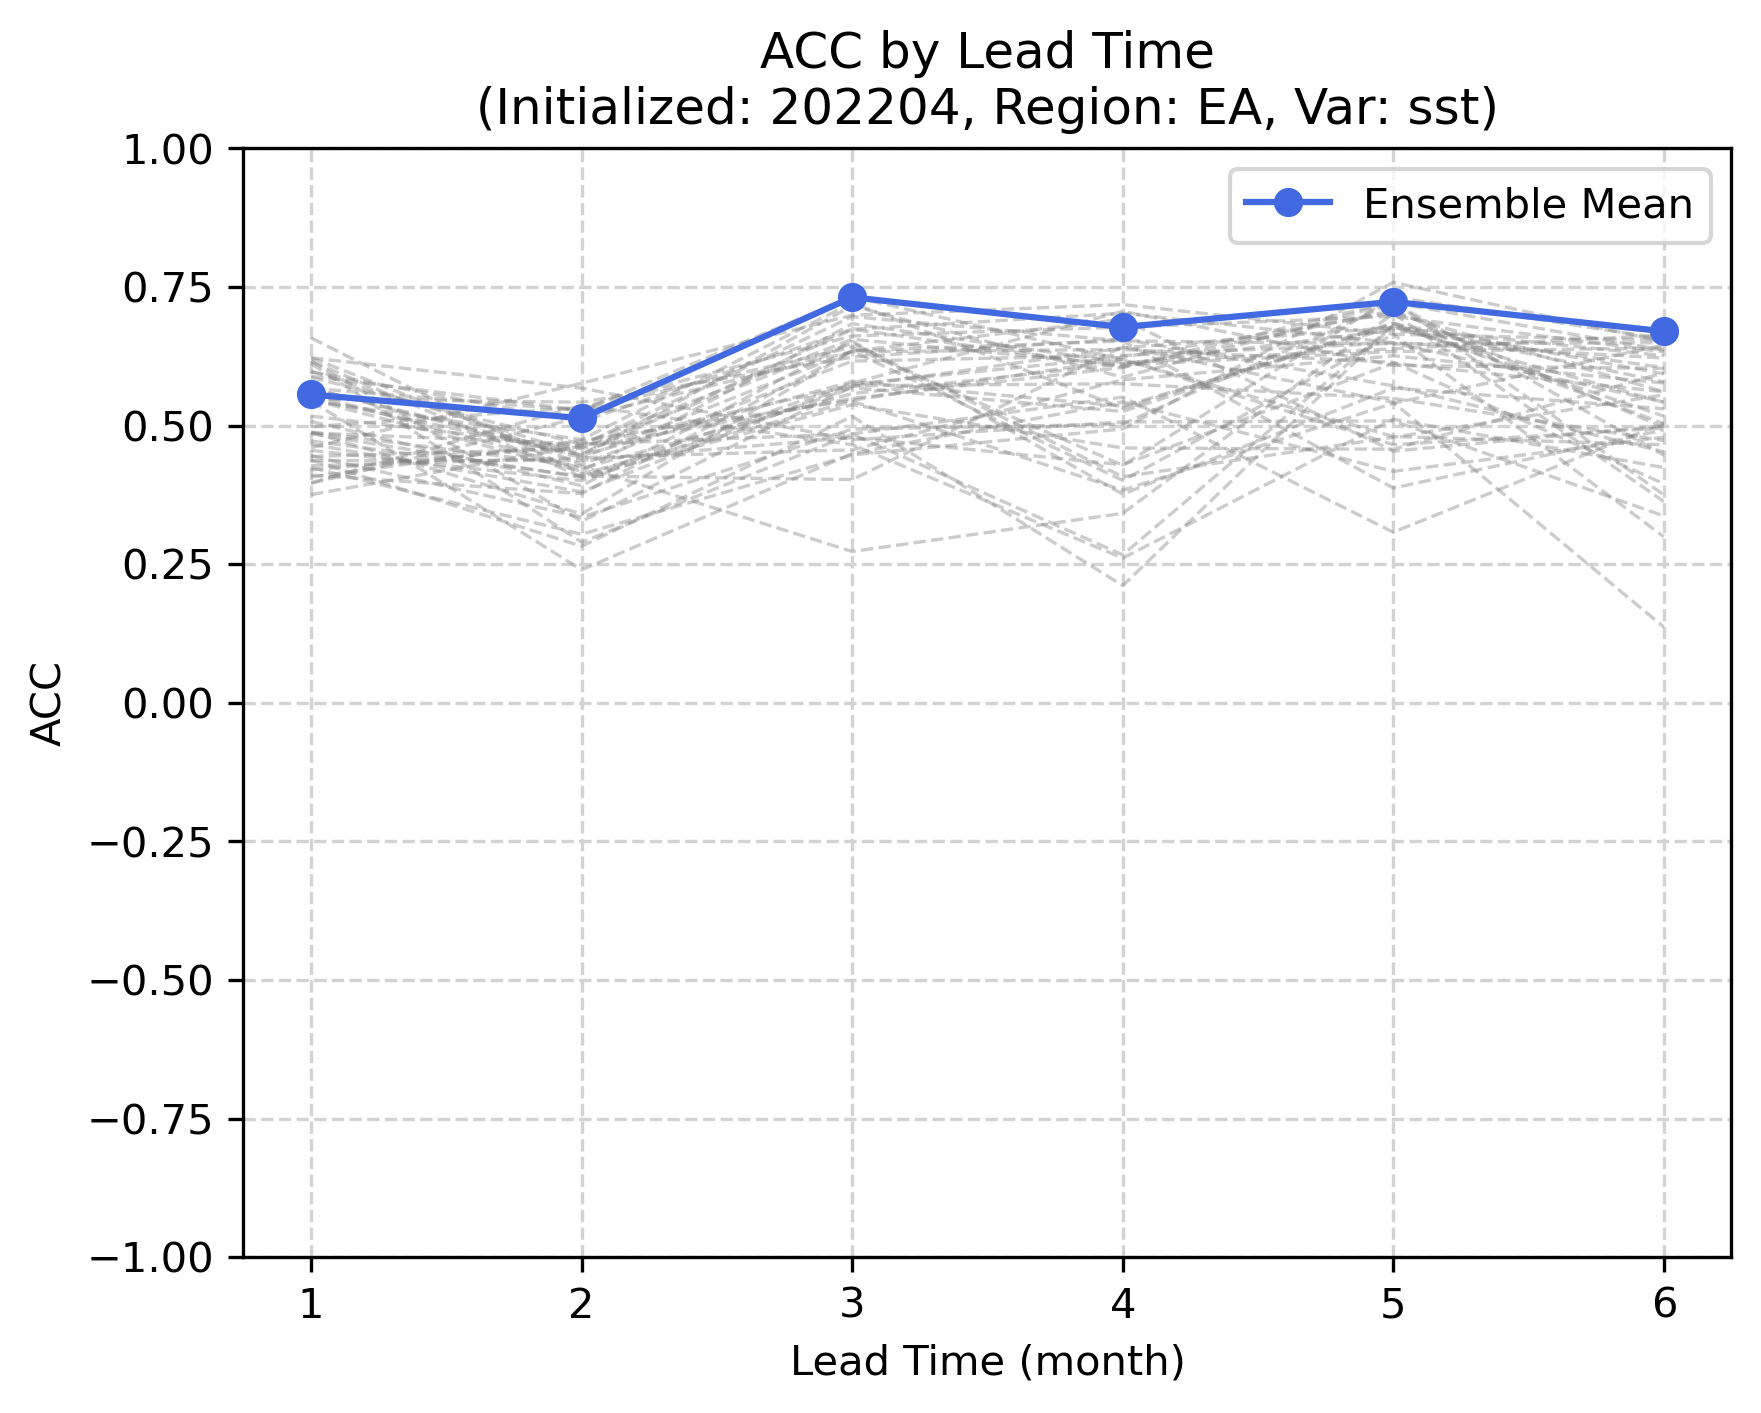 ACC by Lead Time
(Initialized: 202204, Region: EA, Var: sst)
Ensemble Mean
ACC
1.00
0.75
0.50
0.25
0.00
−0.25
−0.50
−0.75
−1.00
1 2 3 4 5 6
Lead Time (month)